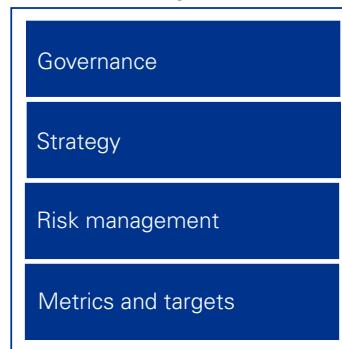 Governance
Strategy
Risk management
Metrics and targets